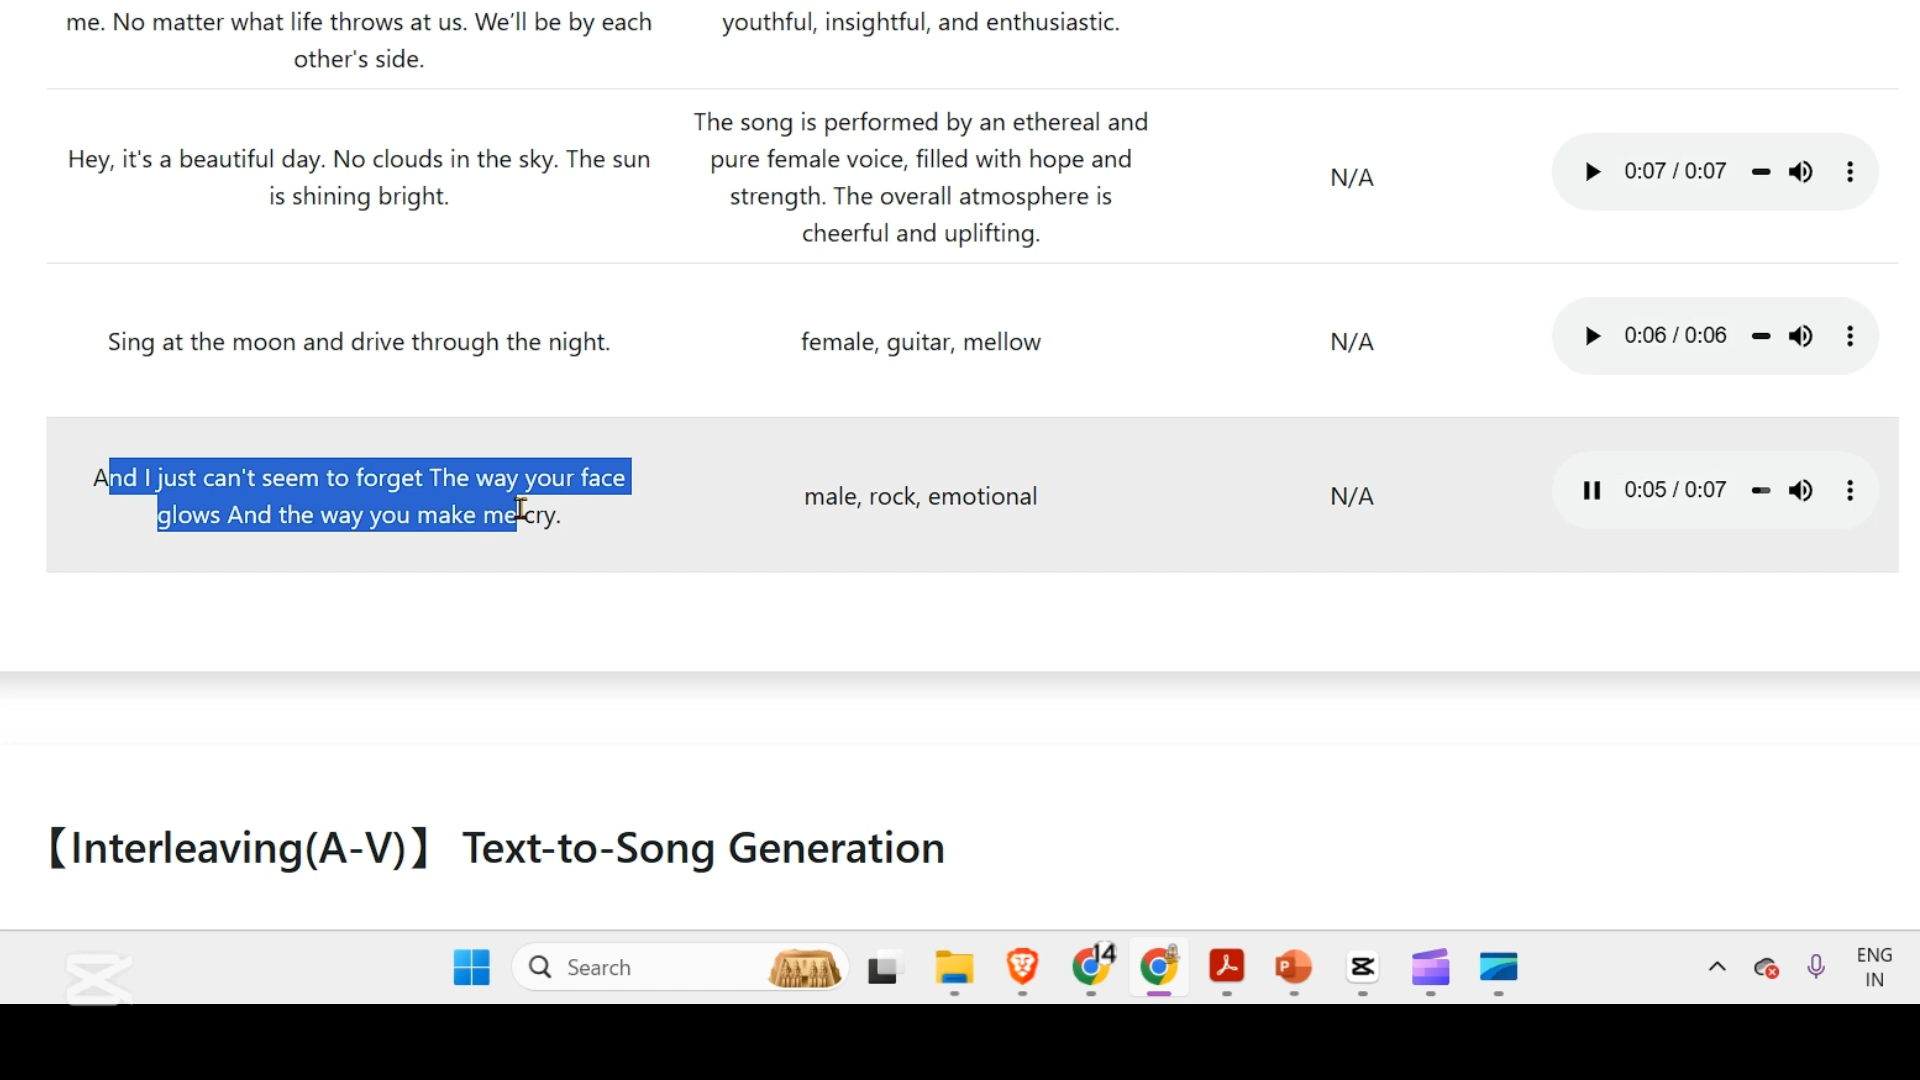 me. No matter what life throws at us. We'll be by each
other's side.
youthful, insightful, and enthusiastic.
Hey, it's a beautiful day. No clouds in the sky. The sun
is shining bright.
The song is performed by an ethereal and
pure female voice, filled with hope and
strength. The overall atmosphere is
cheerful and uplifting.
N/A
0:07 / 0:07
Sing at the moon and drive through the night.
female, guitar, mellow
N/A
0:06 / 0:06
And I just can't seem to forget The way your face
glows And the way you make me cry.
male, rock, emotional
N/A
0:05 / 0:07
【Interleaving(A-V)】 Text-to-Song Generation
Search
14
P
ENG
IN